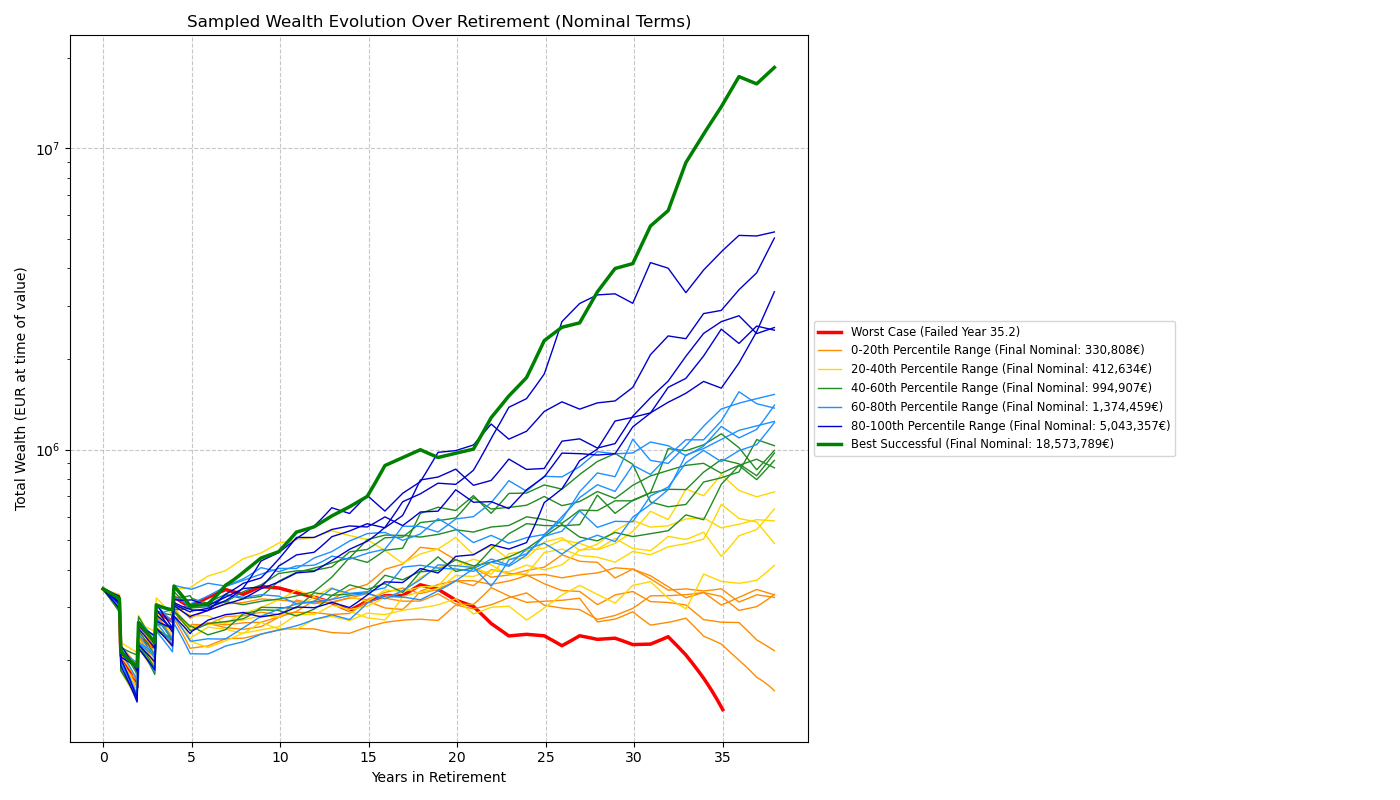 Sampled Wealth Evolution Over Retirement (Nominal Terms)
Total Wealth (EUR at time of value)
10⁷
10⁶
0 5 10 15 20 25 30 35
Years in Retirement
Worst Case (Failed Year 35.2)
0-20th Percentile Range (Final Nominal: 330,808€)
20-40th Percentile Range (Final Nominal: 412,634€)
40-60th Percentile Range (Final Nominal: 994,907€)
60-80th Percentile Range (Final Nominal: 1,374,459€)
80-100th Percentile Range (Final Nominal: 5,043,357€)
Best Successful (Final Nominal: 18,573,789€)